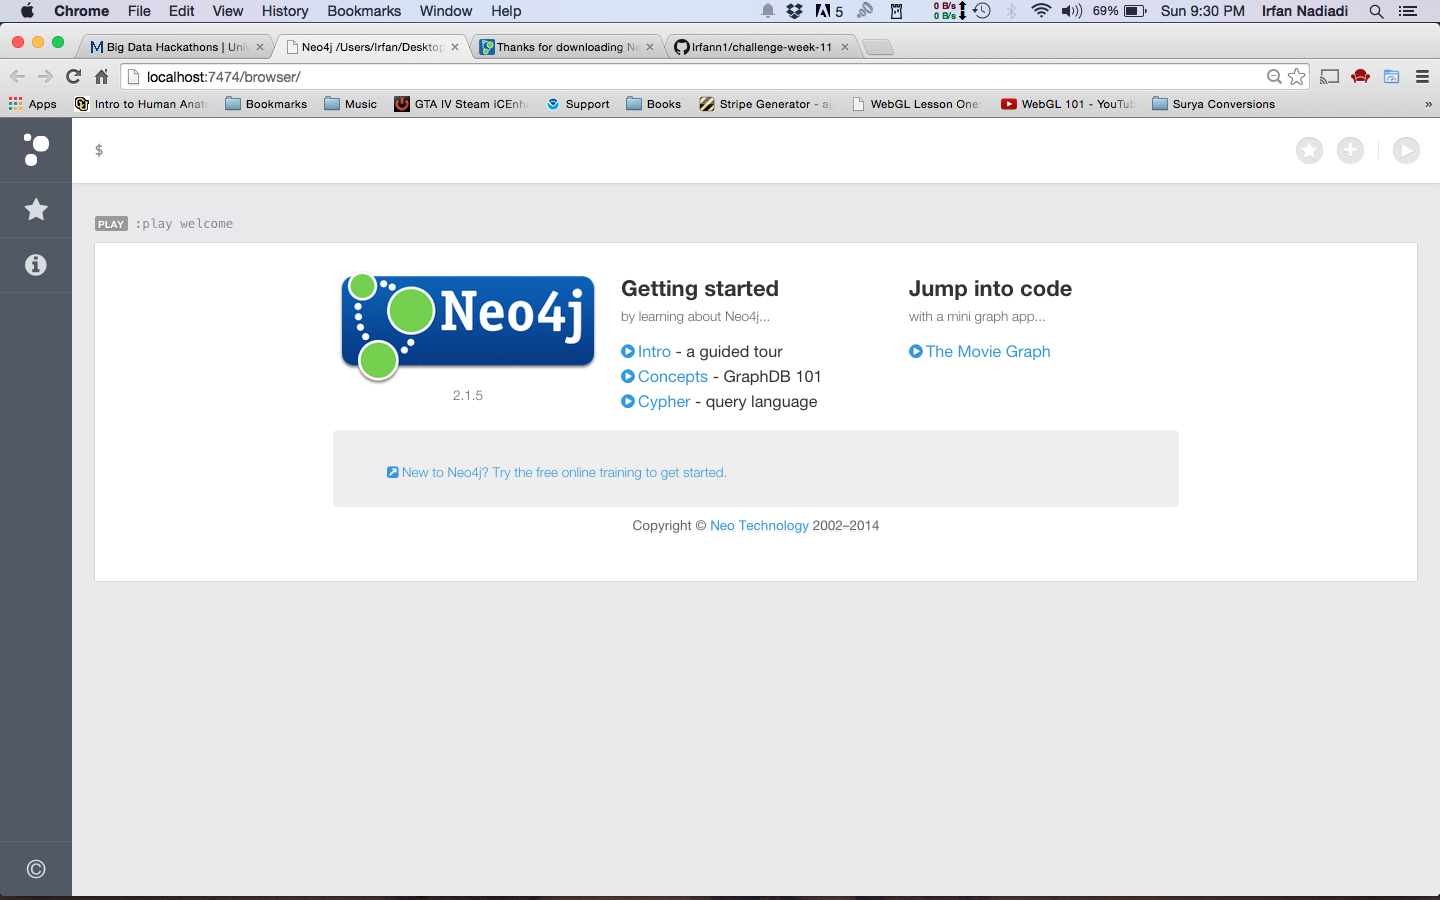 Chrome File Edit View History Bookmarks Window Help 5 0 B/s 0 B/s 69% Sun 9:30 PM Irfan Nadiadi
Big Data Hackathons | Univ Neo4j /Users/Irfan/Desktop Thanks for downloading Ne Irfann1/challenge-week-11
localhost:7474/browser/
Apps Intro to Human Anato Bookmarks Music GTA IV Steam iCEnh Support Books Stripe Generator - aj WebGL Lesson One: WebGL 101 - YouTub Surya Conversions »
$
PLAY :play welcome
Neo4j
2.1.5
Getting started
by learning about Neo4j...
Intro - a guided tour
Concepts - GraphDB 101
Cypher - query language
Jump into code
with a mini graph app...
The Movie Graph
New to Neo4j? Try the free online training to get started.
Copyright © Neo Technology 2002–2014
©